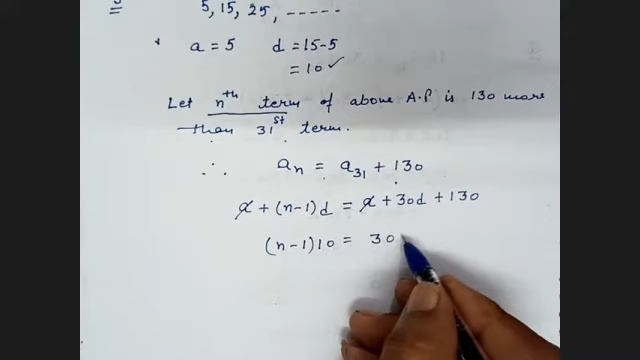 5, 15, 25, -----
* a = 5 d = 15-5
= 10 ✓
Let nth term of above A.P is 130 more
than 31st term.
∴ an = a31 + 130
a + (n-1)d = a + 30d + 130
(n-1)10 = 30